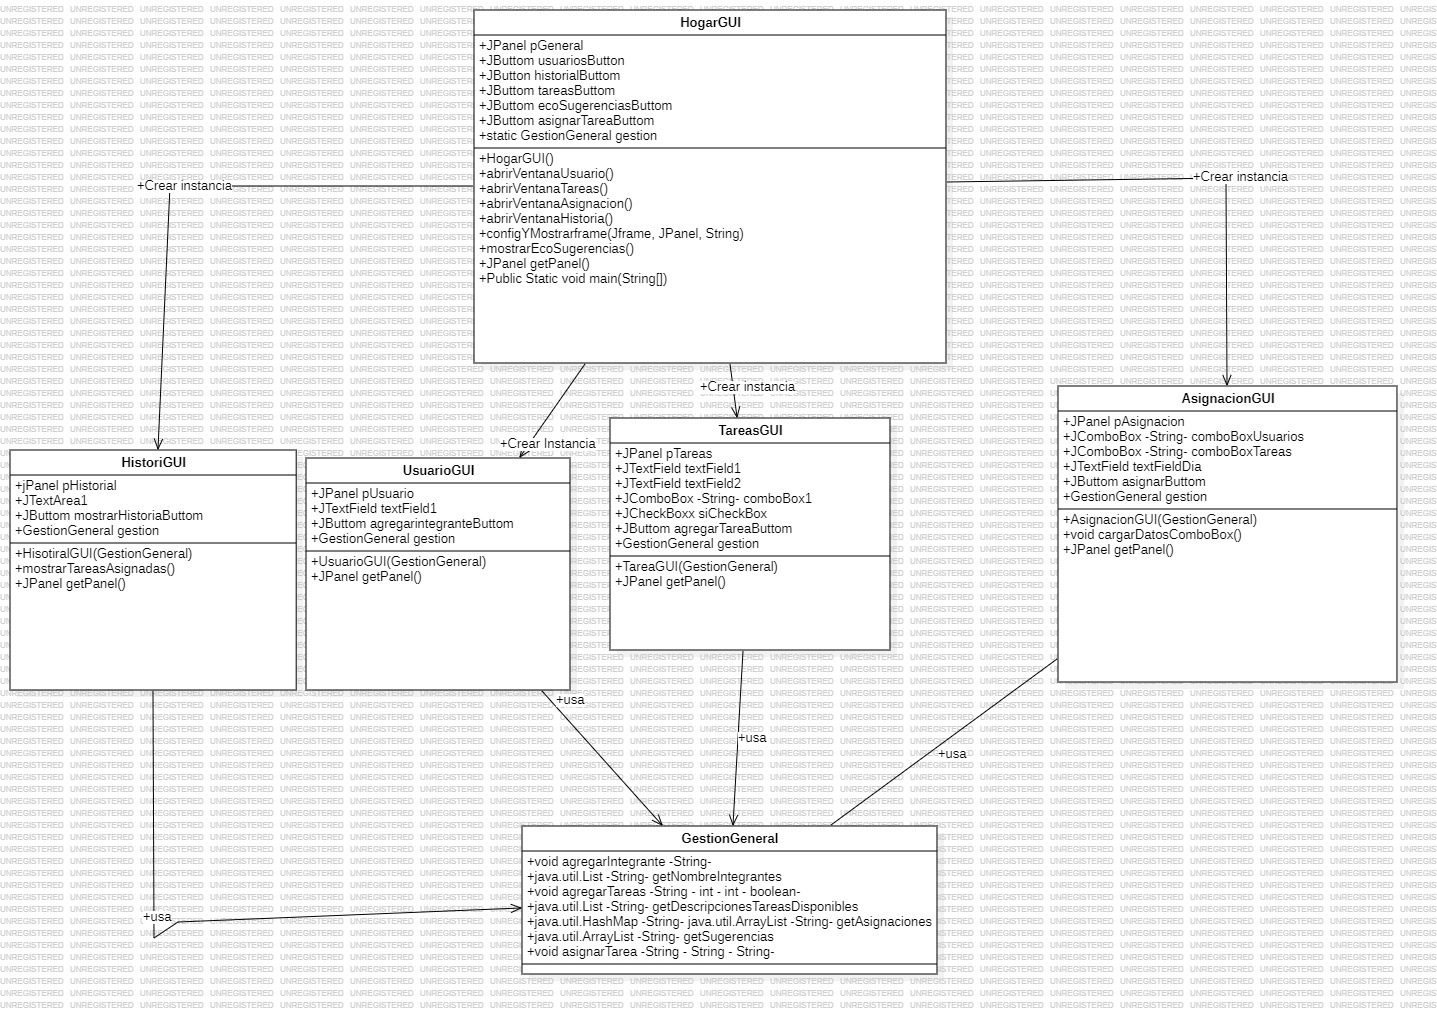 HogarGUI
+JPanel pGeneral
+JButtom usuariosButton
+JButton historialButtom
+JButtom tareasButtom
+JButtom ecoSugerenciasButtom
+JButtom asignarTareaButtom
+static GestionGeneral gestion
+HogarGUI()
+abrirVentanaUsuario()
+abrirVentanaTareas()
+abrirVentanaAsignacion()
+abrirVentanaHistoria()
+configYMostrarframe(Jframe, JPanel, String)
+mostrarEcoSugerencias()
+JPanel getPanel()
+Public Static void main(String[])
+Crear instancia
+Crear instancia
+Crear instancia
+Crear Instancia
HistoriGUI
+jPanel pHistorial
+JTextArea1
+JButtom mostrarHistoriaButtom
+GestionGeneral gestion
+HisotiralGUI(GestionGeneral)
+mostrarTareasAsignadas()
+JPanel getPanel()
UsuarioGUI
+JPanel pUsuario
+JTextField textField1
+JButtom agregarintegranteButtom
+GestionGeneral gestion
+UsuarioGUI(GestionGeneral)
+JPanel getPanel()
TareasGUI
+JPanel pTareas
+JTextField textField1
+JTextField textField2
+JComboBox -String- comboBox1
+JCheckBoxx siCheckBox
+JButtom agregarTareaButtom
+GestionGeneral gestion
+TareaGUI(GestionGeneral)
+JPanel getPanel()
AsignacionGUI
+JPanel pAsignacion
+JComboBox -String- comboBoxUsuarios
+JComboBox -String- comboBoxTareas
+JTextField textFieldDia
+JButtom asignarButtom
+GestionGeneral gestion
+AsignacionGUI(GestionGeneral)
+void cargarDatosComboBox()
+JPanel getPanel()
+usa
+usa
+usa
+usa
GestionGeneral
+void agregarIntegrante -String-
+java.util.List -String- getNombreIntegrantes
+void agregarTareas -String - int - int - boolean-
+java.util.List -String- getDescripcionesTareasDisponibles
+java.util.HashMap -String- java.util.ArrayList -String- getAsignaciones
+java.util.ArrayList -String- getSugerencias
+void asignarTarea -String - String - String-
UNREGISTERED